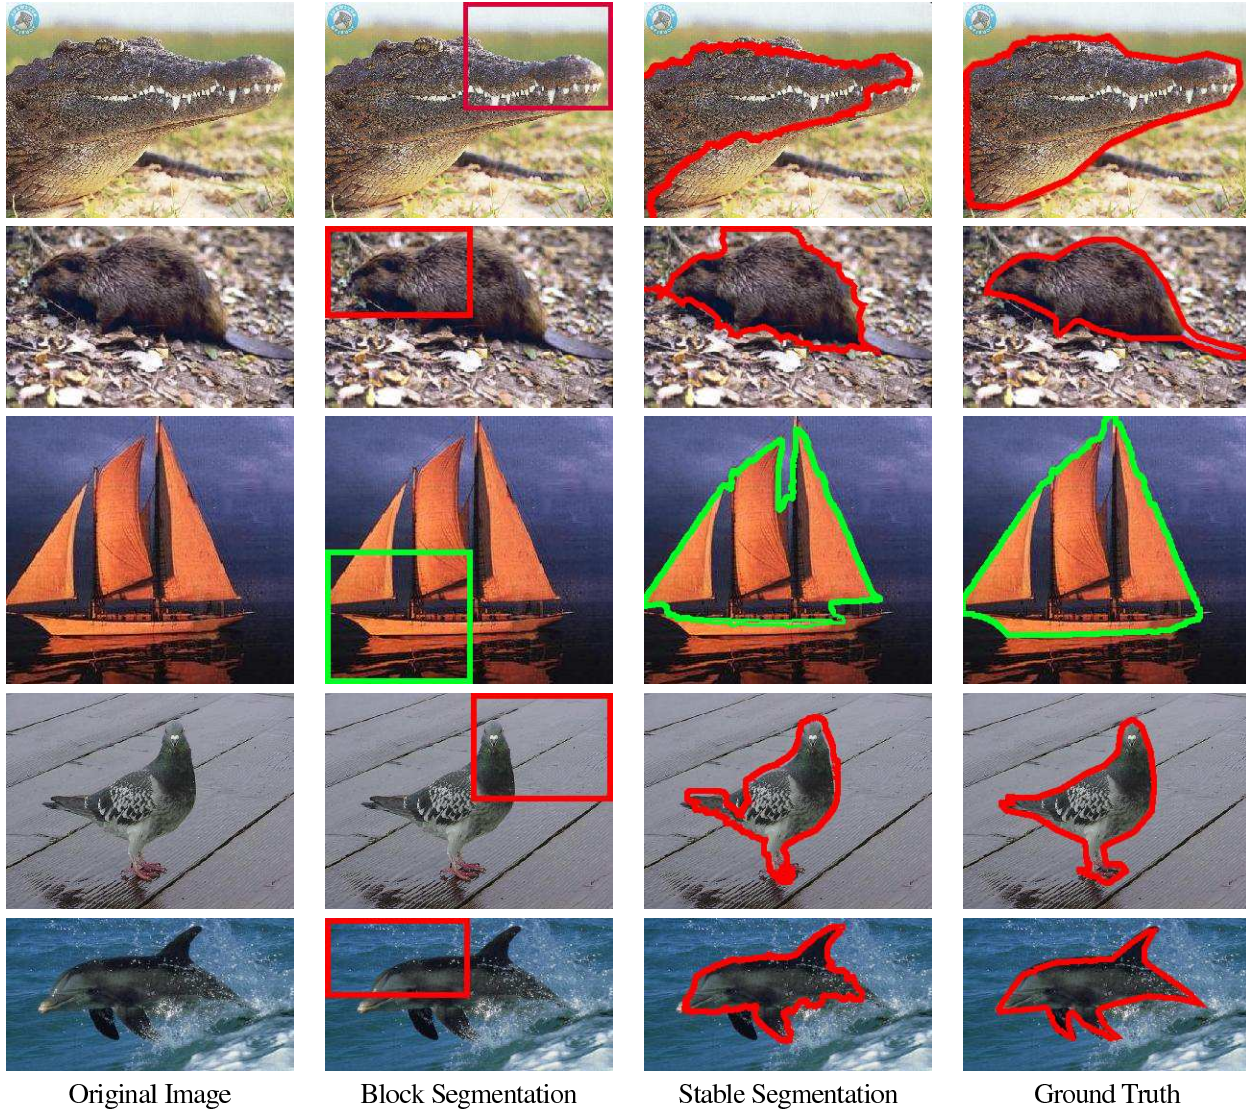 Original Image
Block Segmentation
Stable Segmentation
Ground Truth